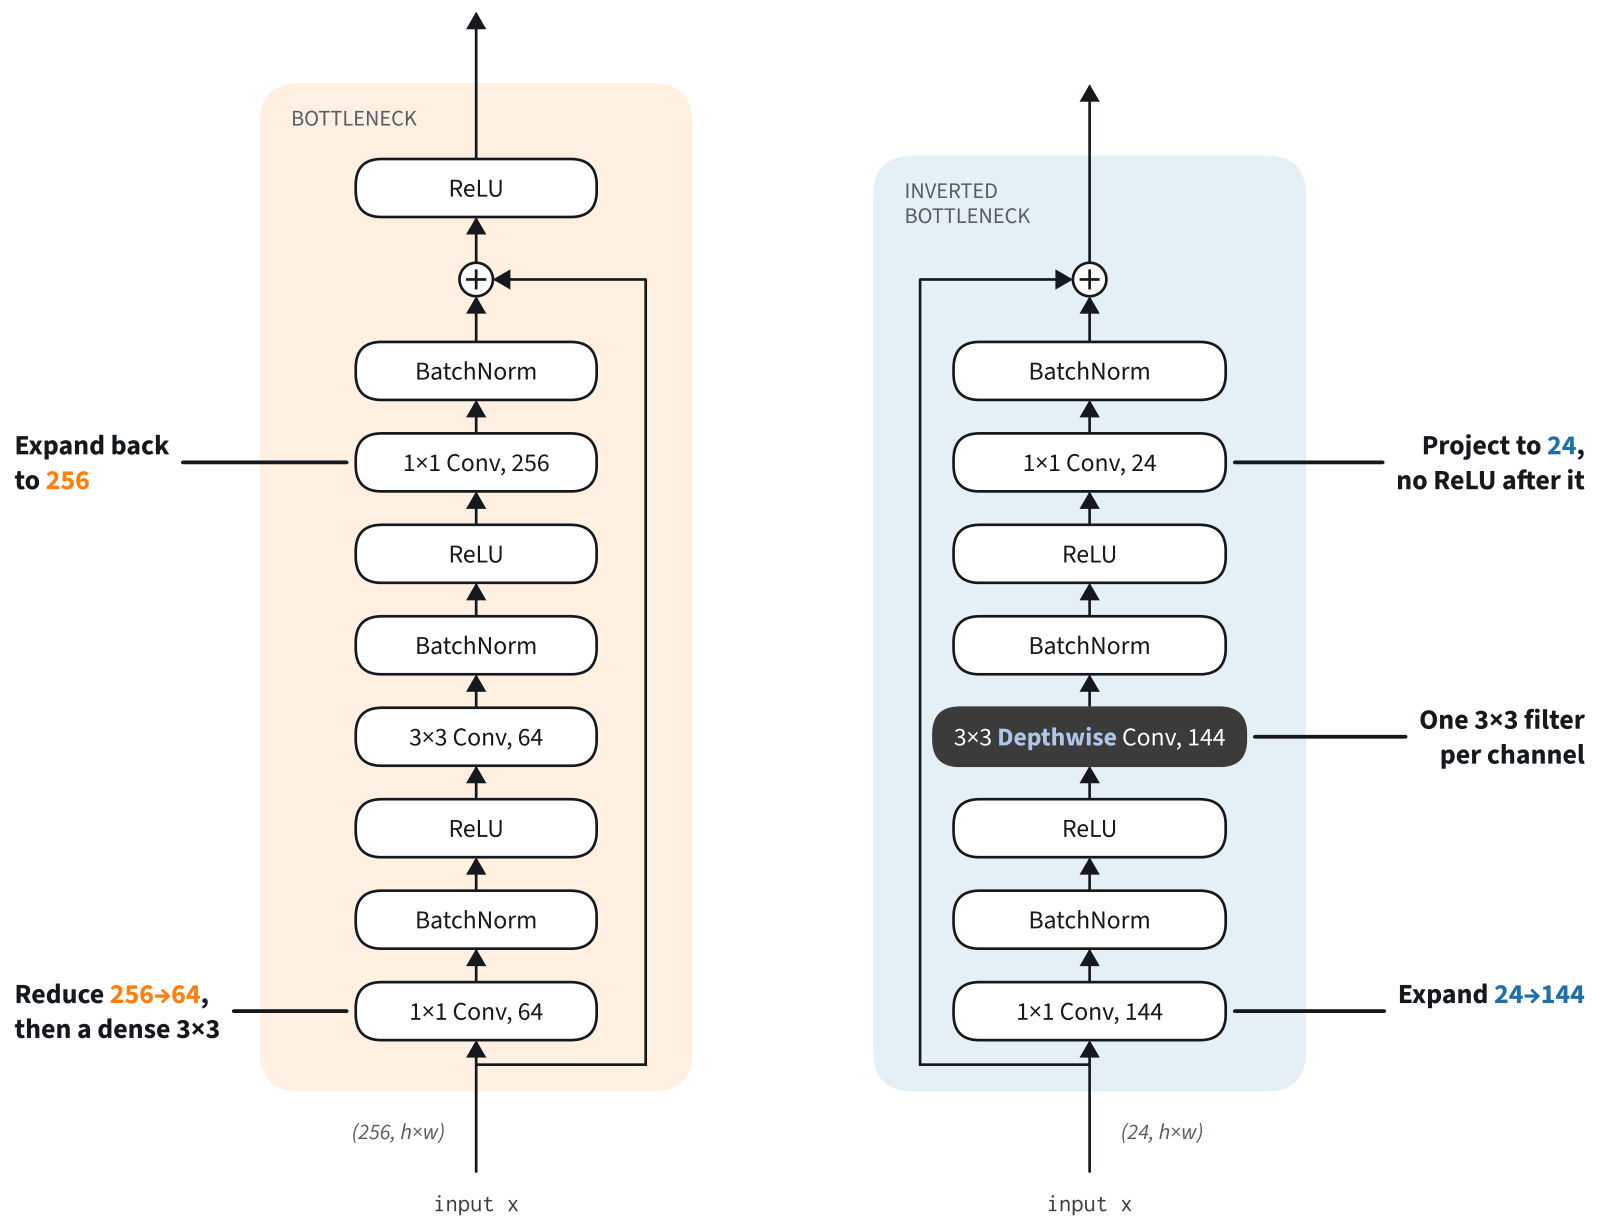 BOTTLENECK
ReLU
BatchNorm
Expand back
to 256
1×1 Conv, 256
ReLU
BatchNorm
3×3 Conv, 64
ReLU
BatchNorm
Reduce 256→64,
then a dense 3×3
1×1 Conv, 64
(256, h×w)
input x
INVERTED
BOTTLENECK
BatchNorm
1×1 Conv, 24
Project to 24,
no ReLU after it
ReLU
BatchNorm
3×3 Depthwise Conv, 144
One 3×3 filter
per channel
ReLU
BatchNorm
1×1 Conv, 144
Expand 24→144
(24, h×w)
input x